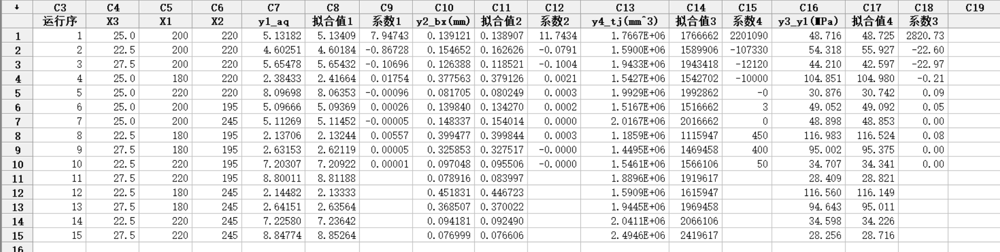 ↓ C3 C4 C5 C6 C7 C8 C9 C10 C11 C12 C13 C14 C15 C16 C17 C18 C19
运行序 X3 X1 X2 y1_aq 拟合值1 系数1 y2_bx(mm) 拟合值2 系数2 y4_tj(mm^3) 拟合值3 系数4 y3_yl(MPa) 拟合值4 系数3
1 1 25.0 200 220 5.13182 5.13409 7.94743 0.139121 0.138907 11.7434 1.7667E+06 1766662 2201090 48.716 48.725 2820.73
2 2 22.5 200 220 4.60251 4.60184 -0.86728 0.154652 0.162626 -0.0791 1.5900E+06 1589906 -107330 54.318 55.927 -22.60
3 3 27.5 200 220 5.65478 5.65432 -0.10696 0.126388 0.118521 -0.1004 1.9433E+06 1943418 -12120 44.210 42.597 -22.97
4 4 25.0 180 220 2.38433 2.41664 0.01754 0.377563 0.379126 0.0021 1.5427E+06 1542702 -10000 104.851 104.980 -0.21
5 5 25.0 220 220 8.09698 8.06353 -0.00096 0.081705 0.080249 0.0003 1.9929E+06 1992862 -0 30.876 30.742 0.09
6 6 25.0 200 195 5.09666 5.09369 0.00026 0.139840 0.134270 0.0002 1.5167E+06 1516662 3 49.052 49.092 0.05
7 7 25.0 200 245 5.11269 5.11452 -0.00005 0.148337 0.154014 0.0000 2.0167E+06 2016662 0 48.898 48.853 0.00
8 8 22.5 180 195 2.13706 2.13244 0.00557 0.399477 0.399844 0.0003 1.1859E+06 1115947 450 116.983 116.524 0.08
9 9 27.5 180 195 2.63153 2.62119 0.00005 0.325853 0.327517 -0.0000 1.4495E+06 1469458 400 95.002 95.375 0.00
10 10 22.5 220 195 7.20307 7.20922 0.00001 0.097048 0.095506 -0.0000 1.5461E+06 1566106 50 34.707 34.341 0.00
11 11 27.5 220 195 8.80011 8.81188 0.078916 0.083997 1.8896E+06 1919617 28.409 28.821
12 12 22.5 180 245 2.14482 2.13333 0.451831 0.446723 1.5909E+06 1615947 116.560 116.149
13 13 27.5 180 245 2.64151 2.63564 0.368507 0.370022 1.9445E+06 1969458 94.643 95.011
14 14 22.5 220 245 7.22580 7.23642 0.094181 0.092490 2.0411E+06 2066106 34.598 34.226
15 15 27.5 220 245 8.84774 8.85264 0.076999 0.076606 2.4946E+06 2419617 28.256 28.716
16